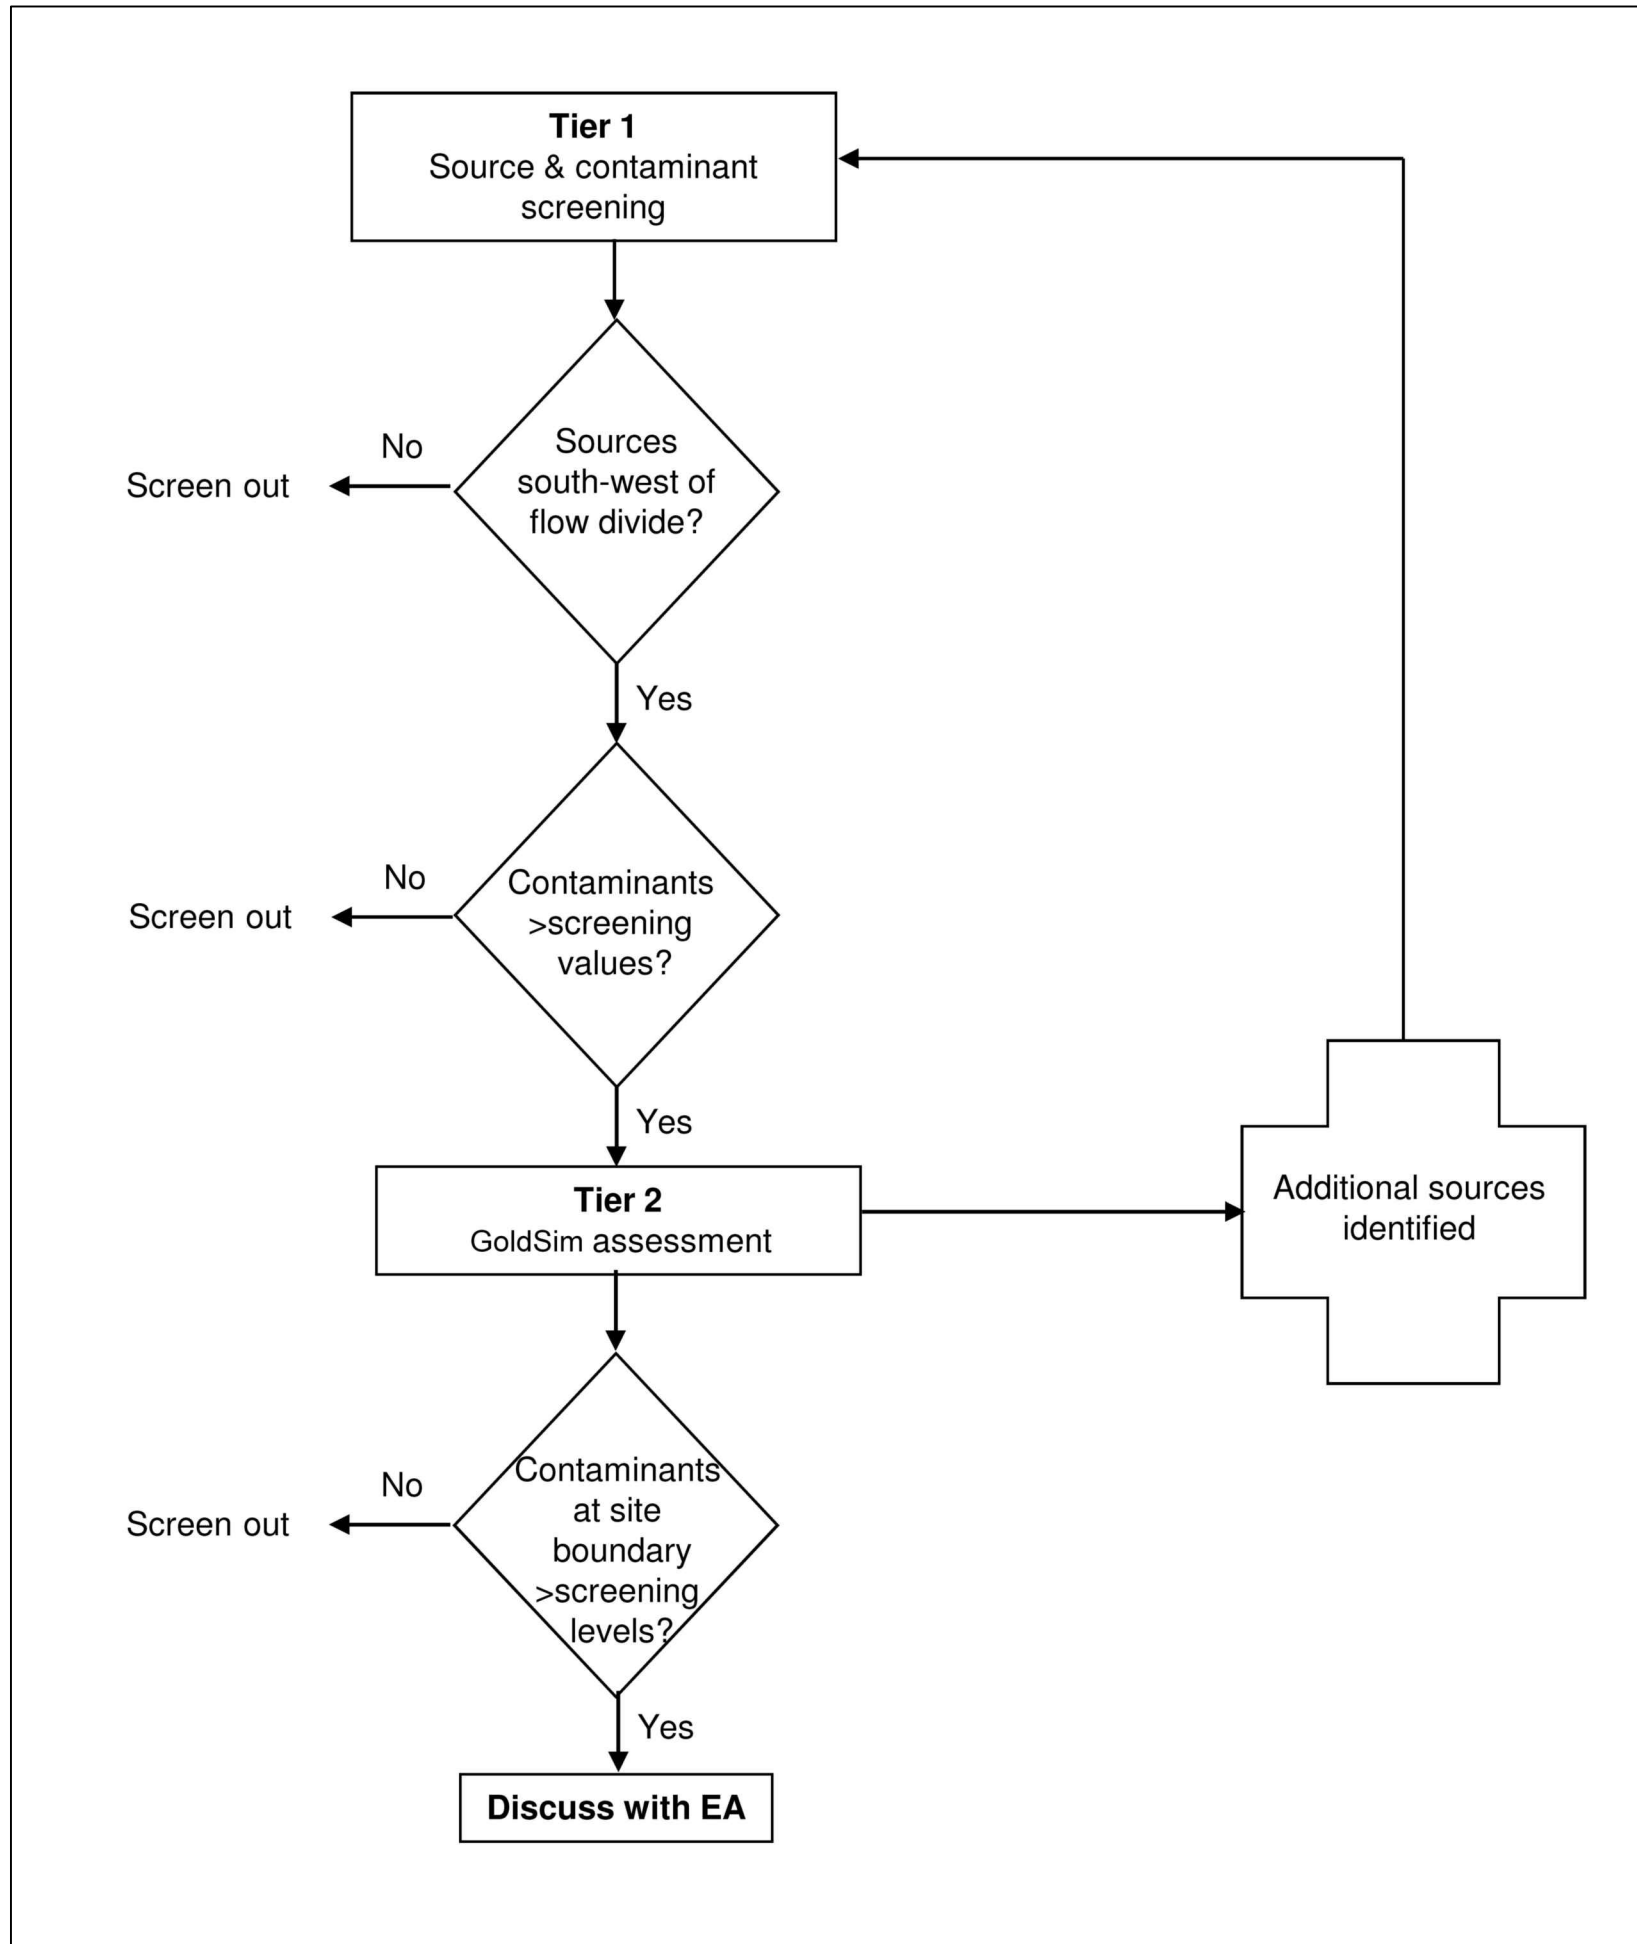 Tier 1
Source & contaminant
screening
No
Screen out
Sources
south-west of
flow divide?
Yes
No
Screen out
Contaminants
>screening
values?
Yes
Tier 2
GoldSim assessment
Additional sources
identified
No
Screen out
Contaminants
at site
boundary
>screening
levels?
Yes
Discuss with EA